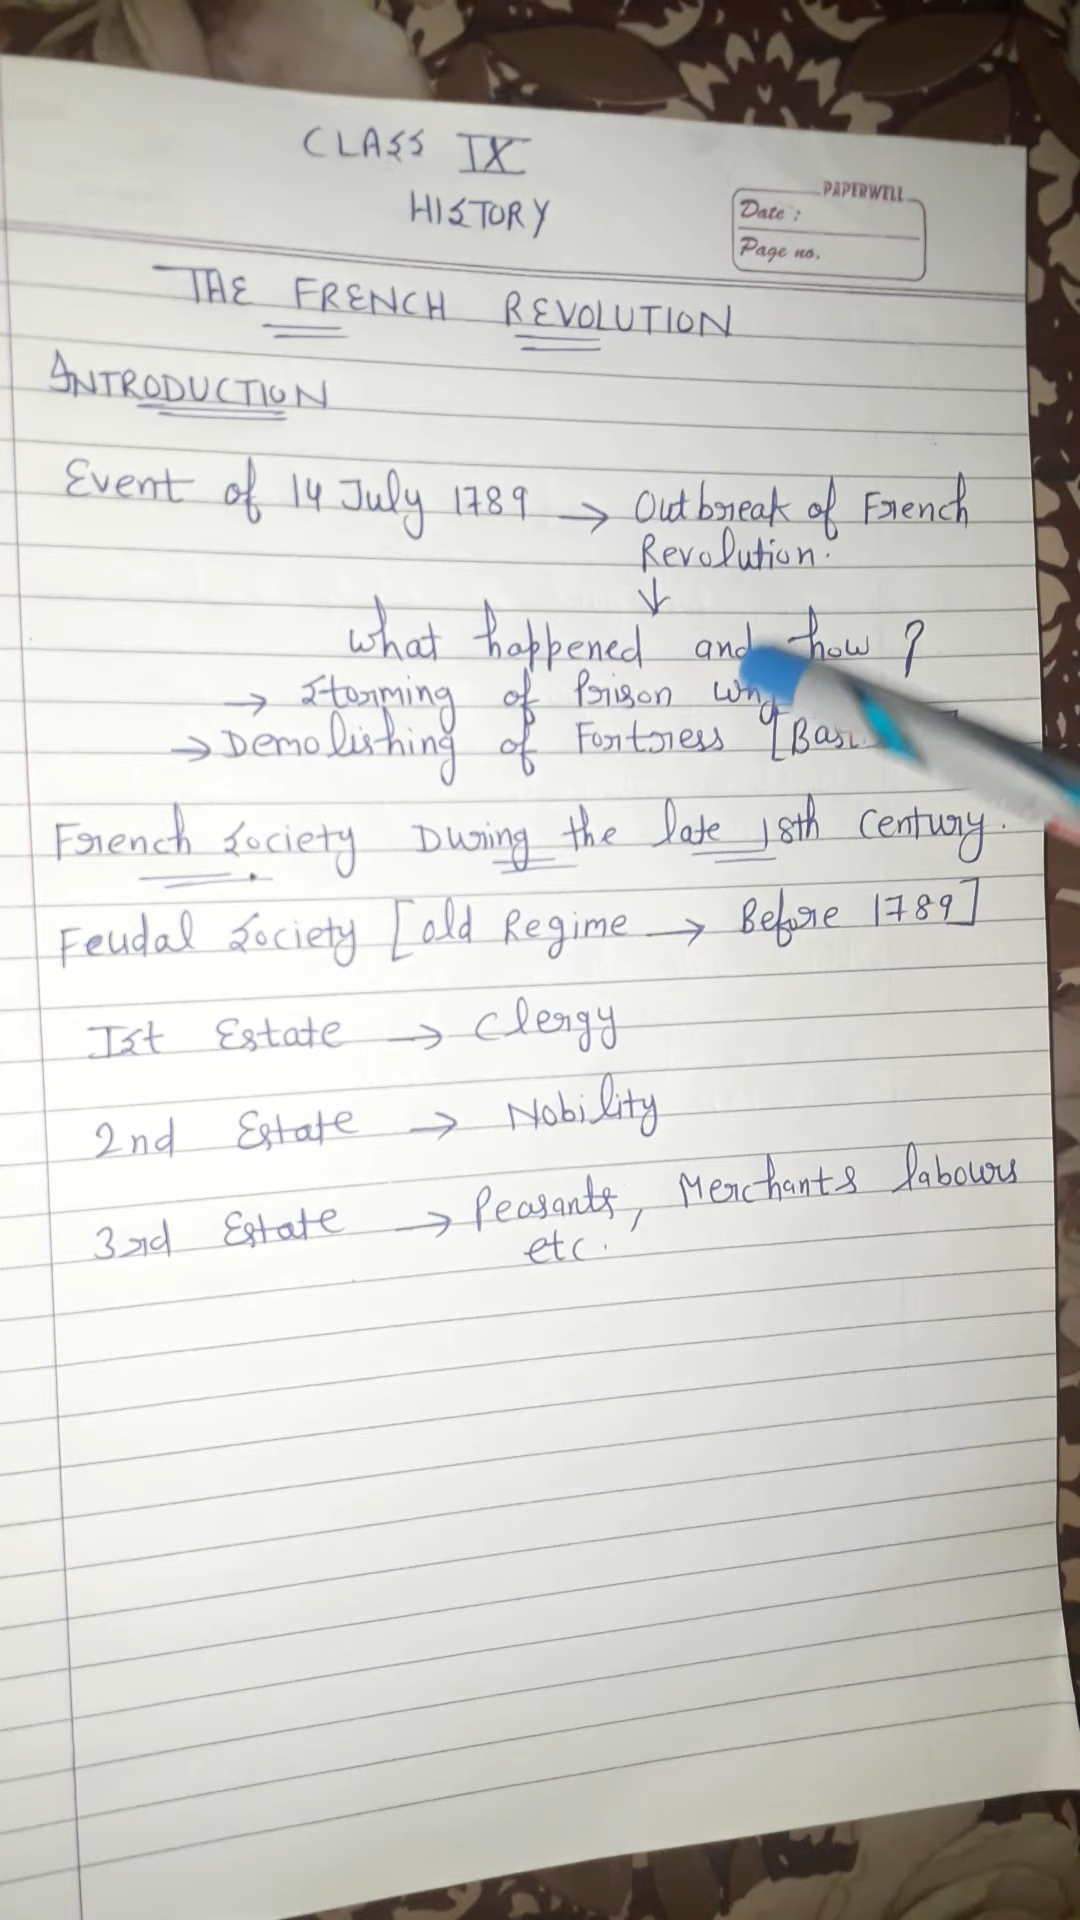 CLASS IX
HISTORY
PAPERWELL
Date :
Page no.
THE FRENCH REVOLUTION
INTRODUCTION
Event of 14 July 1789 → Outbreak of French
Revolution.
↓
What happened and how ?
→ Storming of Prison
→ Demolishing of Fortress [
French Society During the late 18th Century.
Feudal Society [old Regime → Before 1789]
Ist Estate → Clergy
2nd Estate → Nobility
3rd Estate → Peasants, Merchants labours
etc.